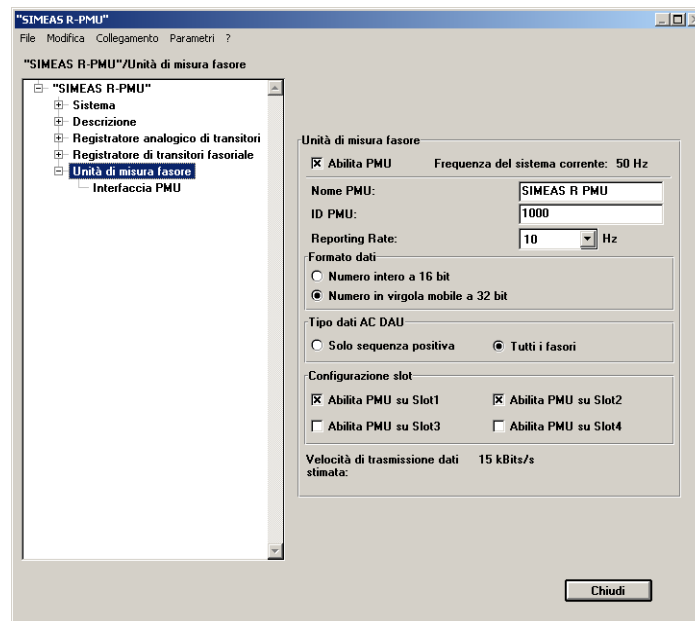 "SIMEAS R-PMU"
File Modifica Collegamento Parametri ?
"SIMEAS R-PMU"/Unità di misura fasore
"SIMEAS R-PMU"
Sistema
Descrizione
Registratore analogico di transitori
Registratore di transitori fasoriale
Unità di misura fasore
Interfaccia PMU
Unità di misura fasore
Abilita PMU Frequenza del sistema corrente: 50 Hz
Nome PMU: SIMEAS R PMU
ID PMU: 1000
Reporting Rate: 10 Hz
Formato dati
Numero intero a 16 bit
Numero in virgola mobile a 32 bit
Tipo dati AC DAU
Solo sequenza positiva Tutti i fasori
Configurazione slot
Abilita PMU su Slot1 Abilita PMU su Slot2
Abilita PMU su Slot3 Abilita PMU su Slot4
Velocità di trasmissione dati 15 kBits/s
stimata:
Chiudi